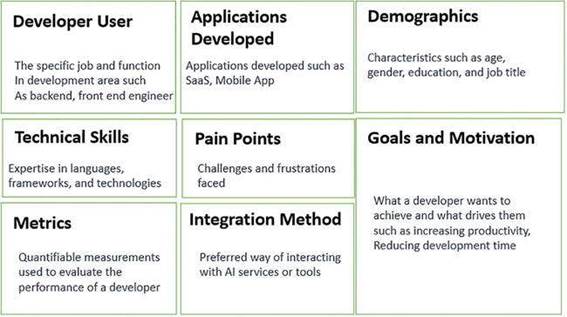 Developer User
The specific job and function
In development area such
As backend, front end engineer
Applications
Developed
Applications developed such as
SaaS, Mobile App
Demographics
Characteristics such as age,
gender, education, and job title
Technical Skills
Expertise in languages,
frameworks, and technologies
Pain Points
Challenges and frustrations
faced
Goals and Motivation
What a developer wants to
achieve and what drives them
such as increasing productivity,
Reducing development time
Metrics
Quantifiable measurements
used to evaluate the
performance of a developer
Integration Method
Preferred way of interacting
with AI services or tools